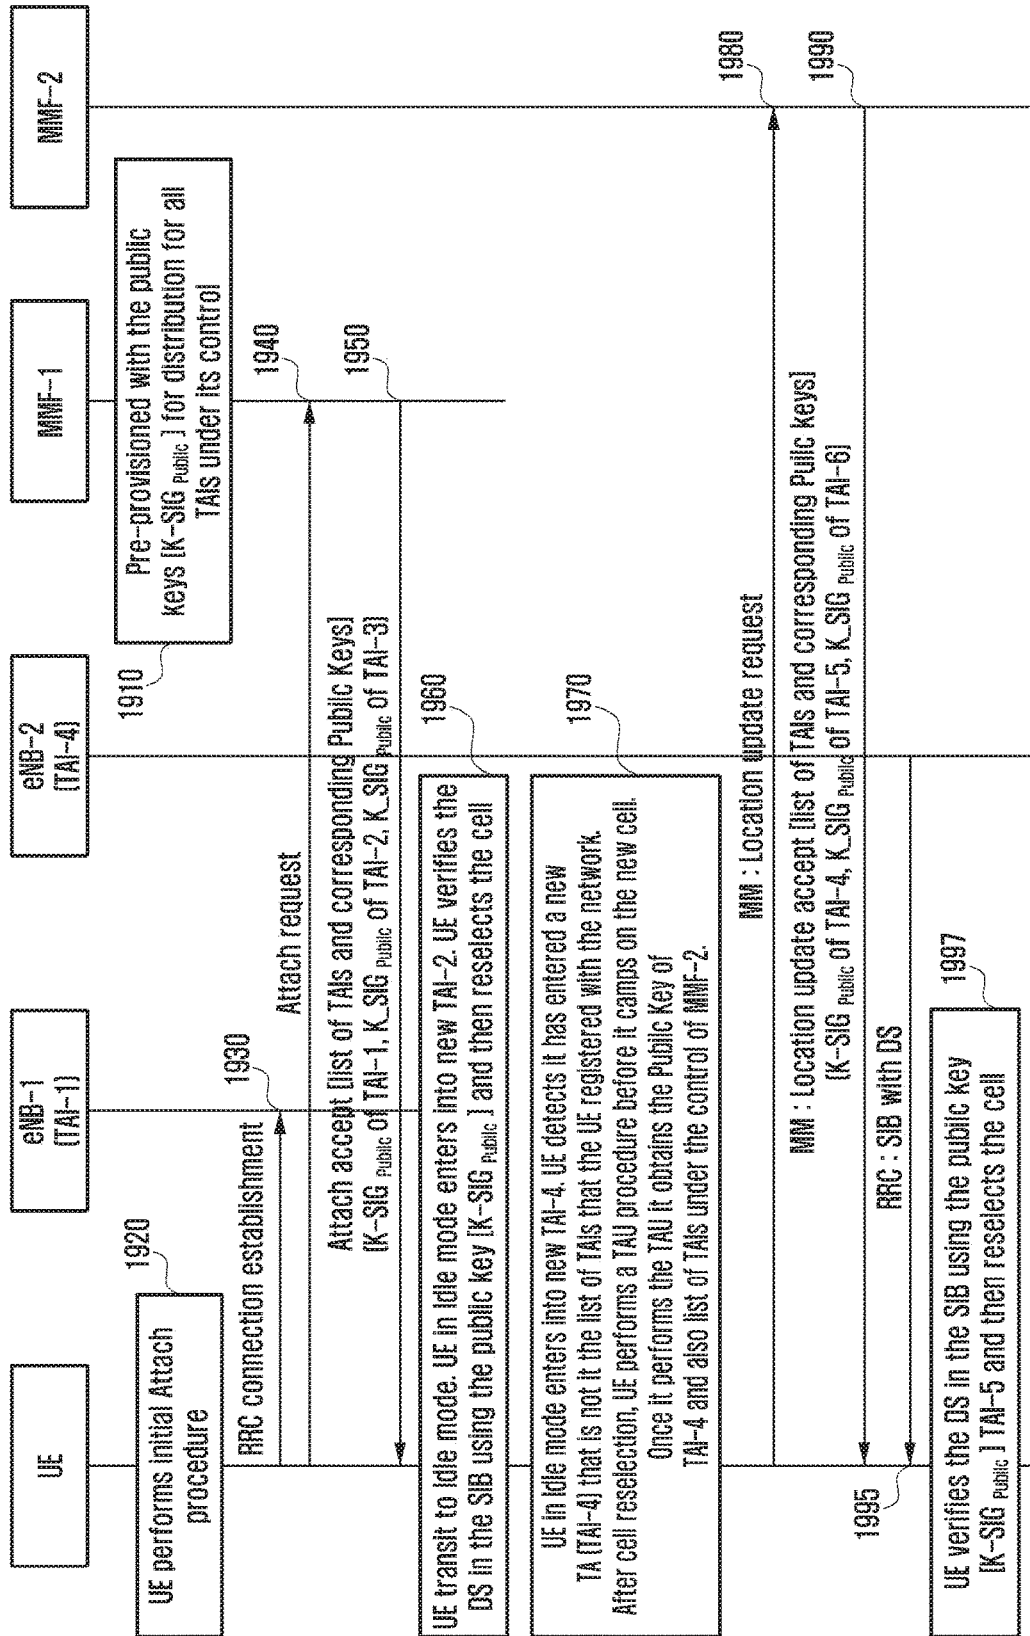 UE
eNB-1
(TAI-1)
eNB-2
(TAI-4)
MMF-1
MMF-2
1910
Pre-provisioned with the public
keys [K-SIG Public ] for distribution for all
TAIs under its control
1920
UE performs initial Attach
procedure
RRC connection establishment
1930
Attach request
1940
Attach accept [list of TAIs and corresponding Public Keys]
[K-SIG Public of TAI-1, K_SIG Public of TAI-2, K_SIG Public of TAI-3]
1950
1960
UE transit to Idle mode. UE in Idle mode enters into new TAI-2. UE verifies the
DS in the SIB using the public key [K-SIG Public ] and then reselects the cell
1970
UE in Idle mode enters into new TAI-4. UE detects it has entered a new
TA [TAI-4] that is not it the list of TAIs that the UE registered with the network.
After cell reselection, UE performs a TAU procedure before it camps on the new cell.
Once it performs the TAU it obtains the Public Key of
TAI-4 and also list of TAIs under the control of MMF-2.
MM : Location update request
1980
MM : Location update accept [list of TAIs and corresponding Pulic keys]
[K-SIG Public of TAI-4, K_SIG Public of TAI-5, K_SIG Public of TAI-6]
1990
RRC : SIB with DS
1995
1997
UE verifies the DS in the SIB using the public key
[K-SIG Public ] TAI-5 and then reselects the cell